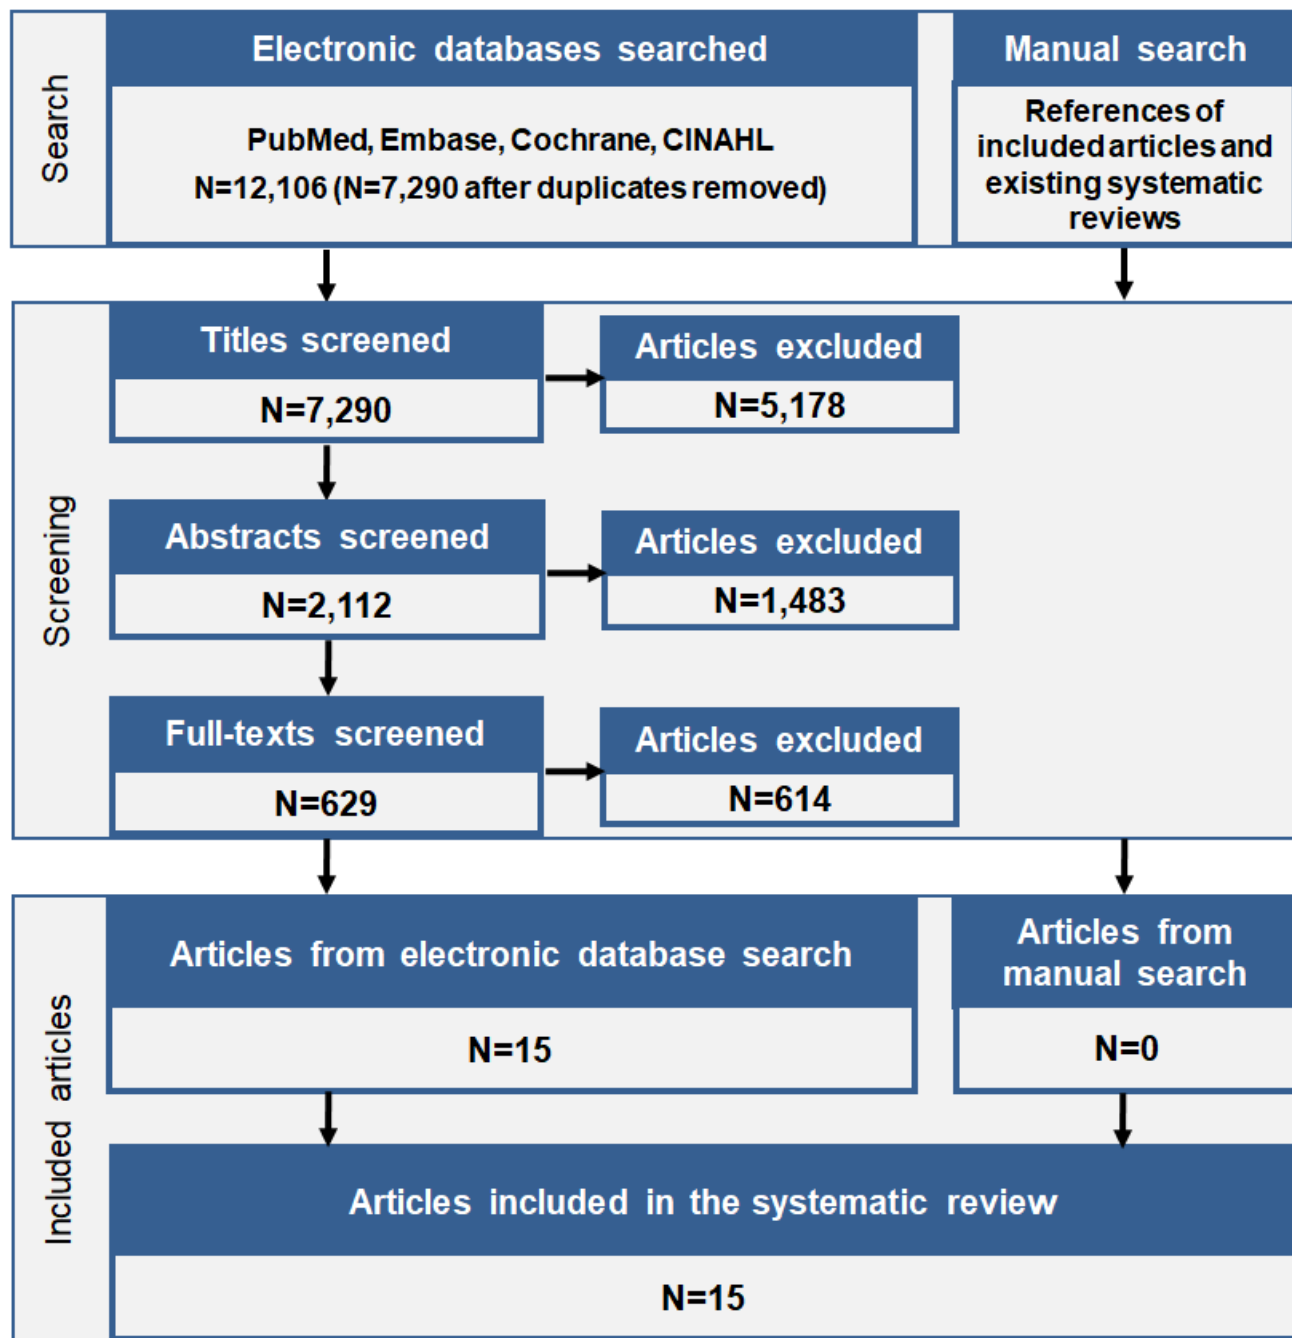 Search
Electronic databases searched
PubMed, Embase, Cochrane, CINAHL
N=12,106 (N=7,290 after duplicates removed)
Manual search
References of
included articles and
existing systematic
reviews
Screening
Titles screened
N=7,290
Articles excluded
N=5,178
Abstracts screened
N=2,112
Articles excluded
N=1,483
Full-texts screened
N=629
Articles excluded
N=614
Included articles
Articles from electronic database search
N=15
Articles from
manual search
N=0
Articles included in the systematic review
N=15